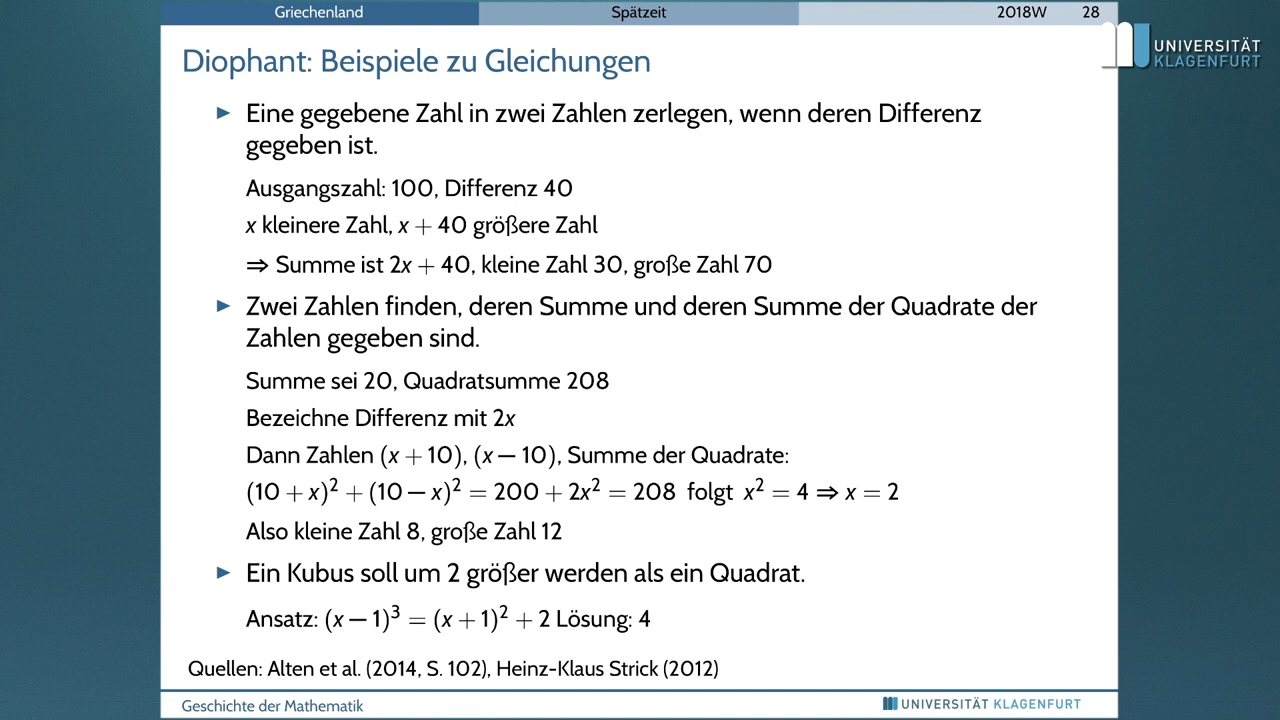 Griechenland Spätzeit 2018W 28
UNIVERSITÄT
KLAGENFURT
Diophant: Beispiele zu Gleichungen
Eine gegebene Zahl in zwei Zahlen zerlegen, wenn deren Differenz
gegeben ist.
Ausgangszahl: 100, Differenz 40
x kleinere Zahl, x + 40 größere Zahl
⇒ Summe ist 2x + 40, kleine Zahl 30, große Zahl 70
Zwei Zahlen finden, deren Summe und deren Summe der Quadrate der
Zahlen gegeben sind.
Summe sei 20, Quadratsumme 208
Bezeichne Differenz mit 2x
Dann Zahlen (x + 10), (x − 10), Summe der Quadrate:
(10 + x)² + (10 − x)² = 200 + 2x² = 208 folgt x² = 4 ⇒ x = 2
Also kleine Zahl 8, große Zahl 12
Ein Kubus soll um 2 größer werden als ein Quadrat.
Ansatz: (x − 1)³ = (x + 1)² + 2 Lösung: 4
Quellen: Alten et al. (2014, S. 102), Heinz-Klaus Strick (2012)
Geschichte der Mathematik UNIVERSITÄT KLAGENFURT